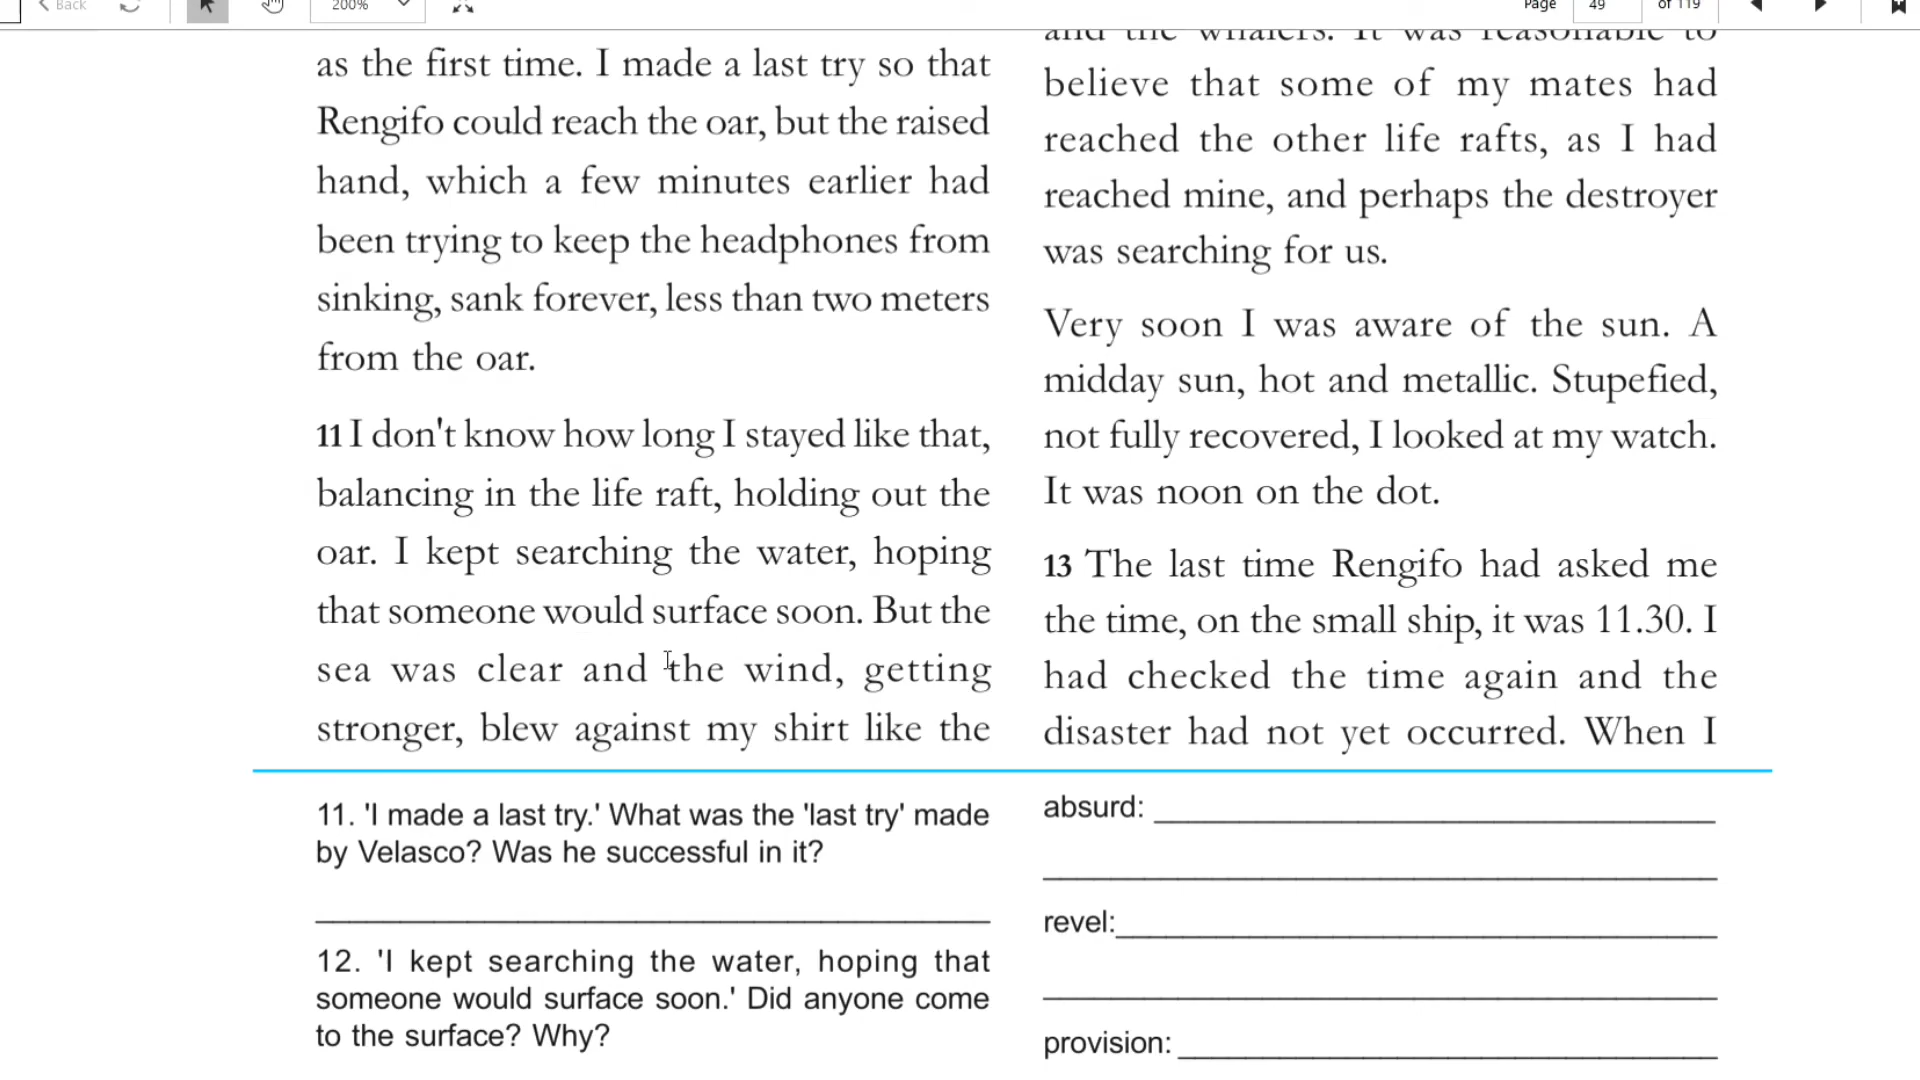 Back
200%
Page 49 of 119
as the first time. I made a last try so that
Rengifo could reach the oar, but the raised
hand, which a few minutes earlier had
been trying to keep the headphones from
sinking, sank forever, less than two meters
from the oar.
11 I don't know how long I stayed like that,
balancing in the life raft, holding out the
oar. I kept searching the water, hoping
that someone would surface soon. But the
sea was clear and the wind, getting
stronger, blew against my shirt like the
and the whalers. It was reasonable to
believe that some of my mates had
reached the other life rafts, as I had
reached mine, and perhaps the destroyer
was searching for us.
Very soon I was aware of the sun. A
midday sun, hot and metallic. Stupefied,
not fully recovered, I looked at my watch.
It was noon on the dot.
13 The last time Rengifo had asked me
the time, on the small ship, it was 11.30. I
had checked the time again and the
disaster had not yet occurred. When I
11. 'I made a last try.' What was the 'last try' made
by Velasco? Was he successful in it?
12. 'I kept searching the water, hoping that
someone would surface soon.' Did anyone come
to the surface? Why?
absurd:
revel:
provision: